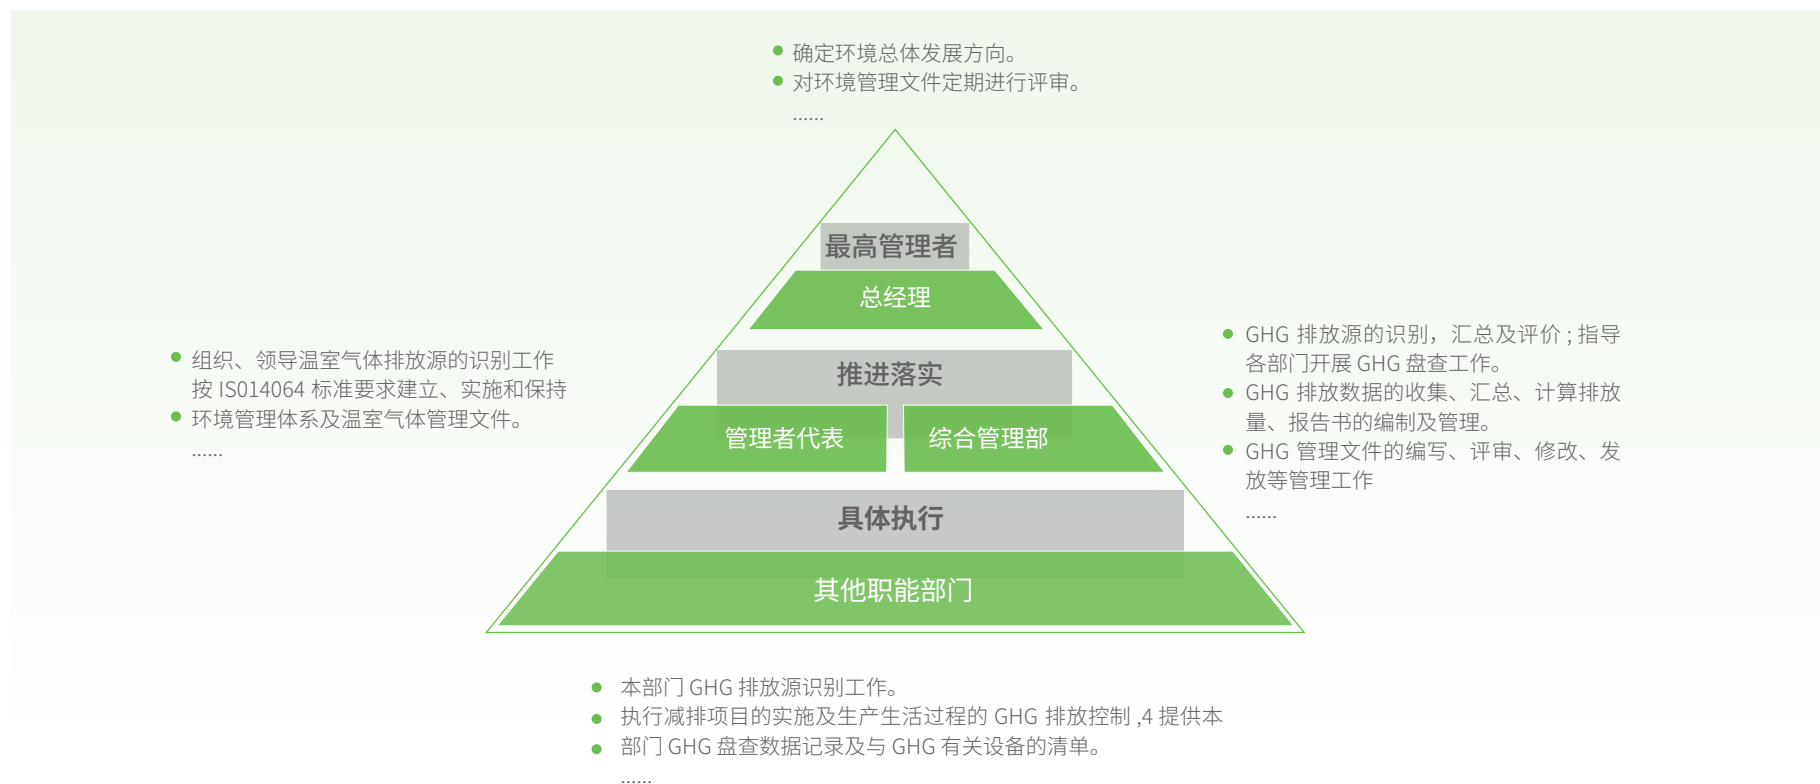 确定环境总体发展方向。
对环境管理文件定期进行评审。
......
最高管理者
总经理
推进落实
管理者代表
综合管理部
具体执行
其他职能部门
组织、领导温室气体排放源的识别工作
按 IS014064 标准要求建立、实施和保持
环境管理体系及温室气体管理文件。
......
GHG 排放源的识别，汇总及评价 ; 指导
各部门开展 GHG 盘查工作。
GHG 排放数据的收集、汇总、计算排放
量、报告书的编制及管理。
GHG 管理文件的编写、评审、修改、发
放等管理工作
......
本部门 GHG 排放源识别工作。
执行减排项目的实施及生产生活过程的 GHG 排放控制 ,4 提供本
部门 GHG 盘查数据记录及与 GHG 有关设备的清单。
......